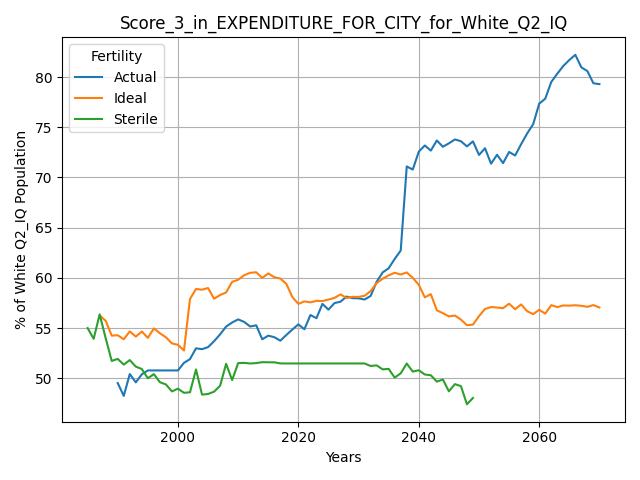 Score_3_in_EXPENDITURE_FOR_CITY_for_White_Q2_IQ
Fertility
Actual
Ideal
Sterile
% of White Q2_IQ Population
80
75
70
65
60
55
50
2000 2020 2040 2060
Years